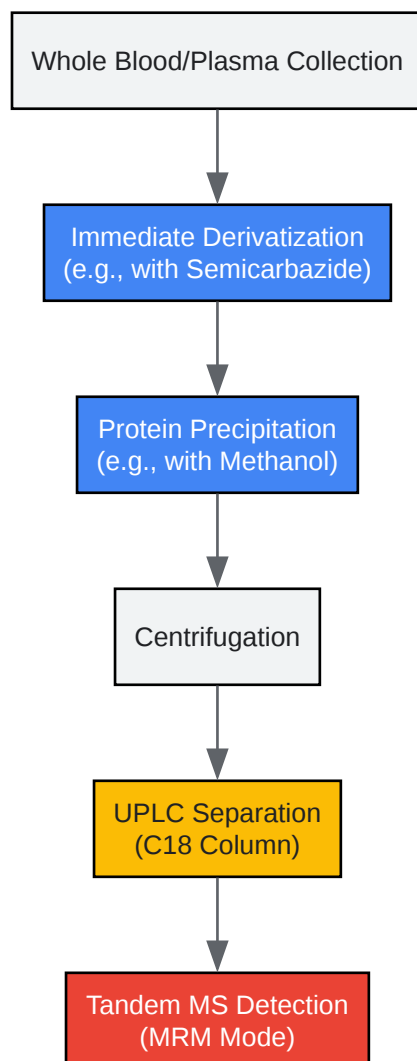 Whole Blood/Plasma Collection
Immediate Derivatization
(e.g., with Semicarbazide)
Protein Precipitation
(e.g., with Methanol)
Centrifugation
UPLC Separation
(C18 Column)
Tandem MS Detection
(MRM Mode)